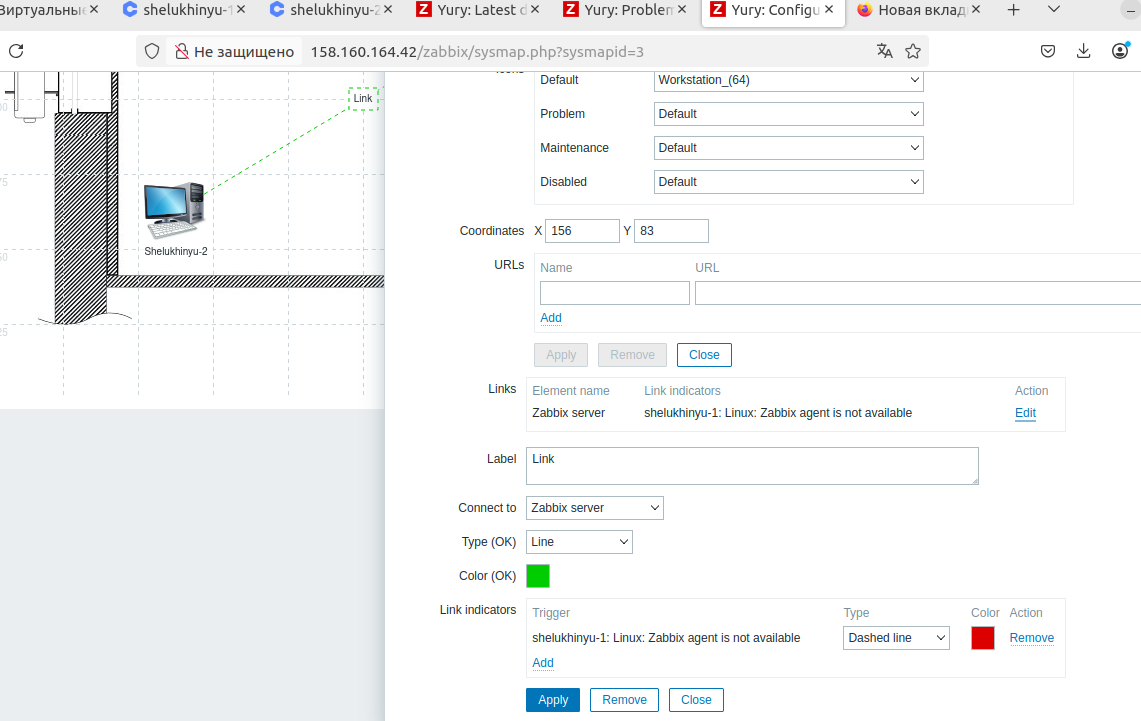 Виртуальны
shelukhinyu-1
shelukhinyu-2
Yury: Latest d
Yury: Problem
Yury: Configu
Новая вклад
Не защищено
158.160.164.42/zabbix/sysmap.php?sysmapid=3
Default
Workstation_(64)
Problem
Default
Maintenance
Default
Disabled
Default
Coordinates X 156 Y 83
URLs
Name URL
Add
Apply Remove Close
Links
Element name Link indicators Action
Zabbix server shelukhinyu-1: Linux: Zabbix agent is not available Edit
Label Link
Connect to Zabbix server
Type (OK) Line
Color (OK)
Link indicators
Trigger Type Color Action
shelukhinyu-1: Linux: Zabbix agent is not available Dashed line Remove
Add
Apply Remove Close
Link
Shelukhinyu-2